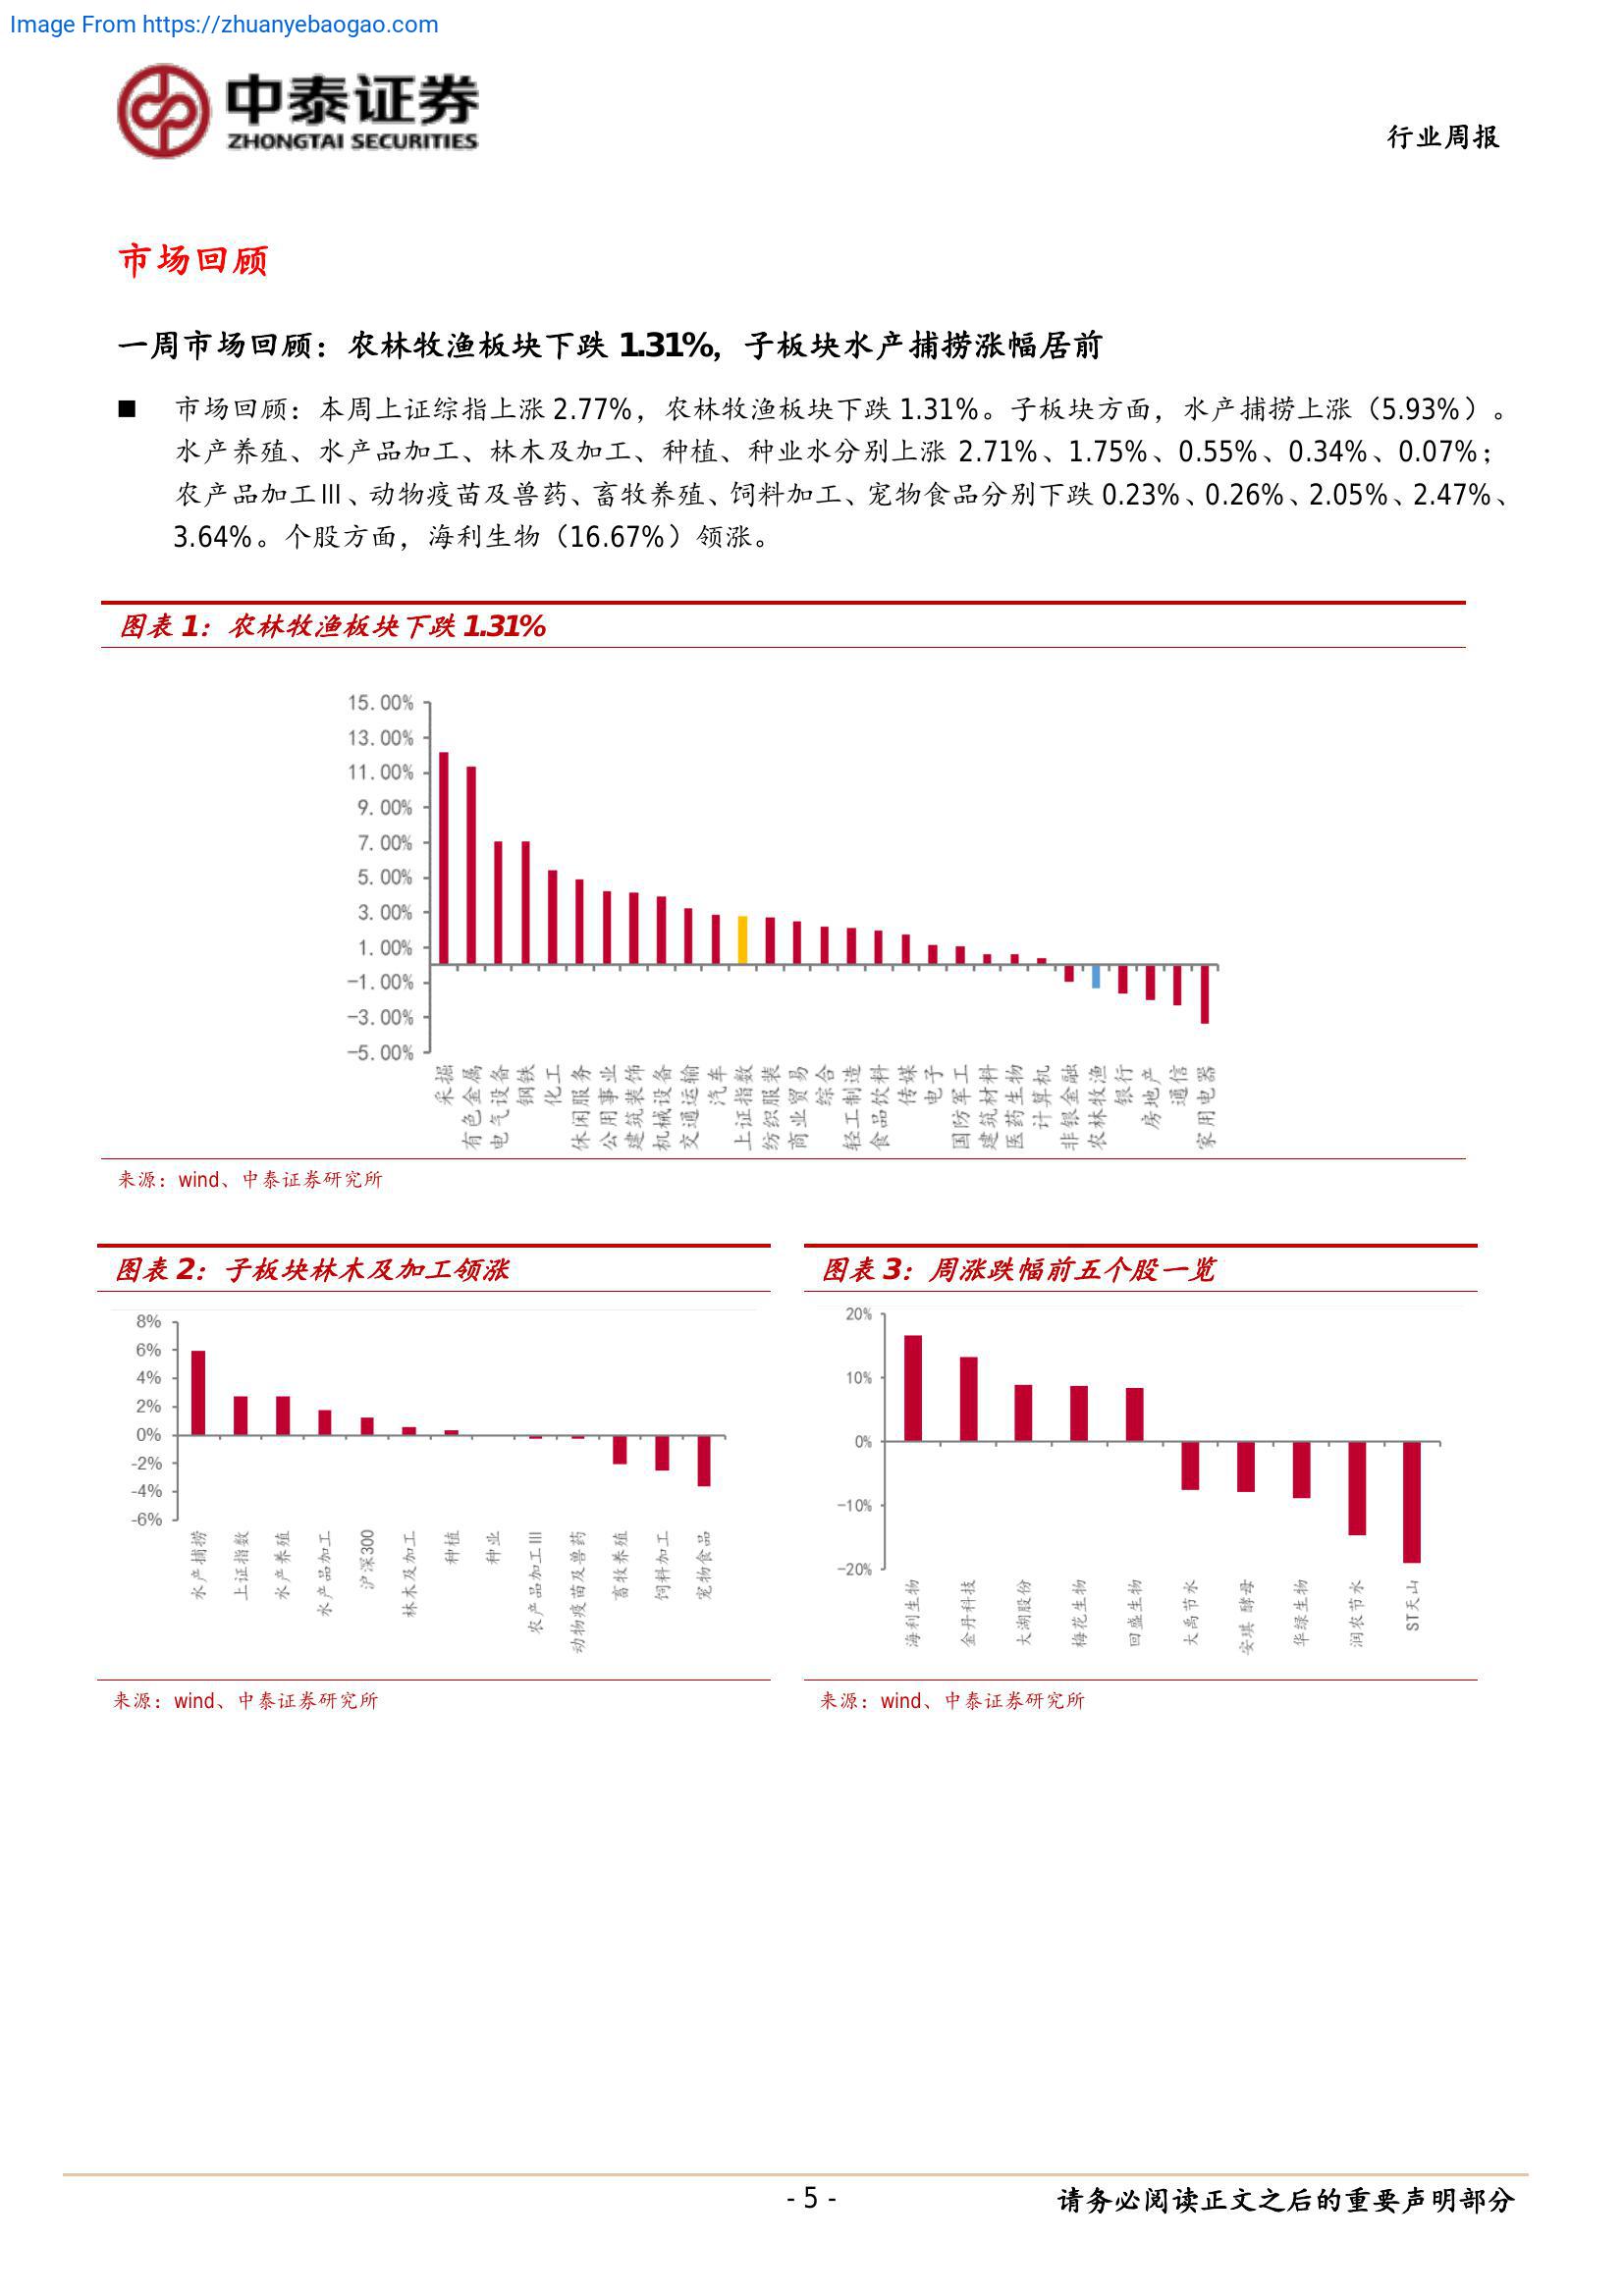 Image From https://zhuanyebaogao.com
中泰证券
ZHONGTAI SECURITIES
行业周报
市场回顾
一周市场回顾：农林牧渔板块下跌 1.31%，子板块水产捕捞涨幅居前
■ 市场回顾：本周上证综指上涨 2.77%，农林牧渔板块下跌 1.31%。子板块方面，水产捕捞上涨（5.93%）。
水产养殖、水产品加工、林木及加工、种植、种业水分别上涨 2.71%、1.75%、0.55%、0.34%、0.07%；
农产品加工Ⅲ、动物疫苗及兽药、畜牧养殖、饲料加工、宠物食品分别下跌 0.23%、0.26%、2.05%、2.47%、
3.64%。个股方面，海利生物（16.67%）领涨。
图表 1：农林牧渔板块下跌 1.31%
15.00%
13.00%
11.00%
9.00%
7.00%
5.00%
3.00%
1.00%
-1.00%
-3.00%
-5.00%
采掘
有色金属
电气设备
钢铁
化工
休闲服务
公用事业
建筑装饰
机械设备
交通运输
汽车
上证指数
纺织服装
商业贸易
综合
轻工制造
食品饮料
传媒
电子
国防军工
建筑材料
医药生物
计算机
非银金融
农林牧渔
银行
房地产
通信
家用电器
来源：wind、中泰证券研究所
图表 2：子板块林木及加工领涨
8%
6%
4%
2%
0%
-2%
-4%
-6%
水产捕捞
上证指数
水产养殖
水产品加工
沪深300
林木及加工
种植
种业
农产品加工Ⅲ
动物疫苗及兽药
畜牧养殖
饲料加工
宠物食品
来源：wind、中泰证券研究所
图表 3：周涨跌幅前五个股一览
20%
10%
0%
-10%
-20%
海利生物
金丹科技
大湖股份
梅花生物
回盛生物
大禹节水
安琪酵母
华绿生物
润农节水
ST天山
来源：wind、中泰证券研究所
- 5 -
请务必阅读正文之后的重要声明部分